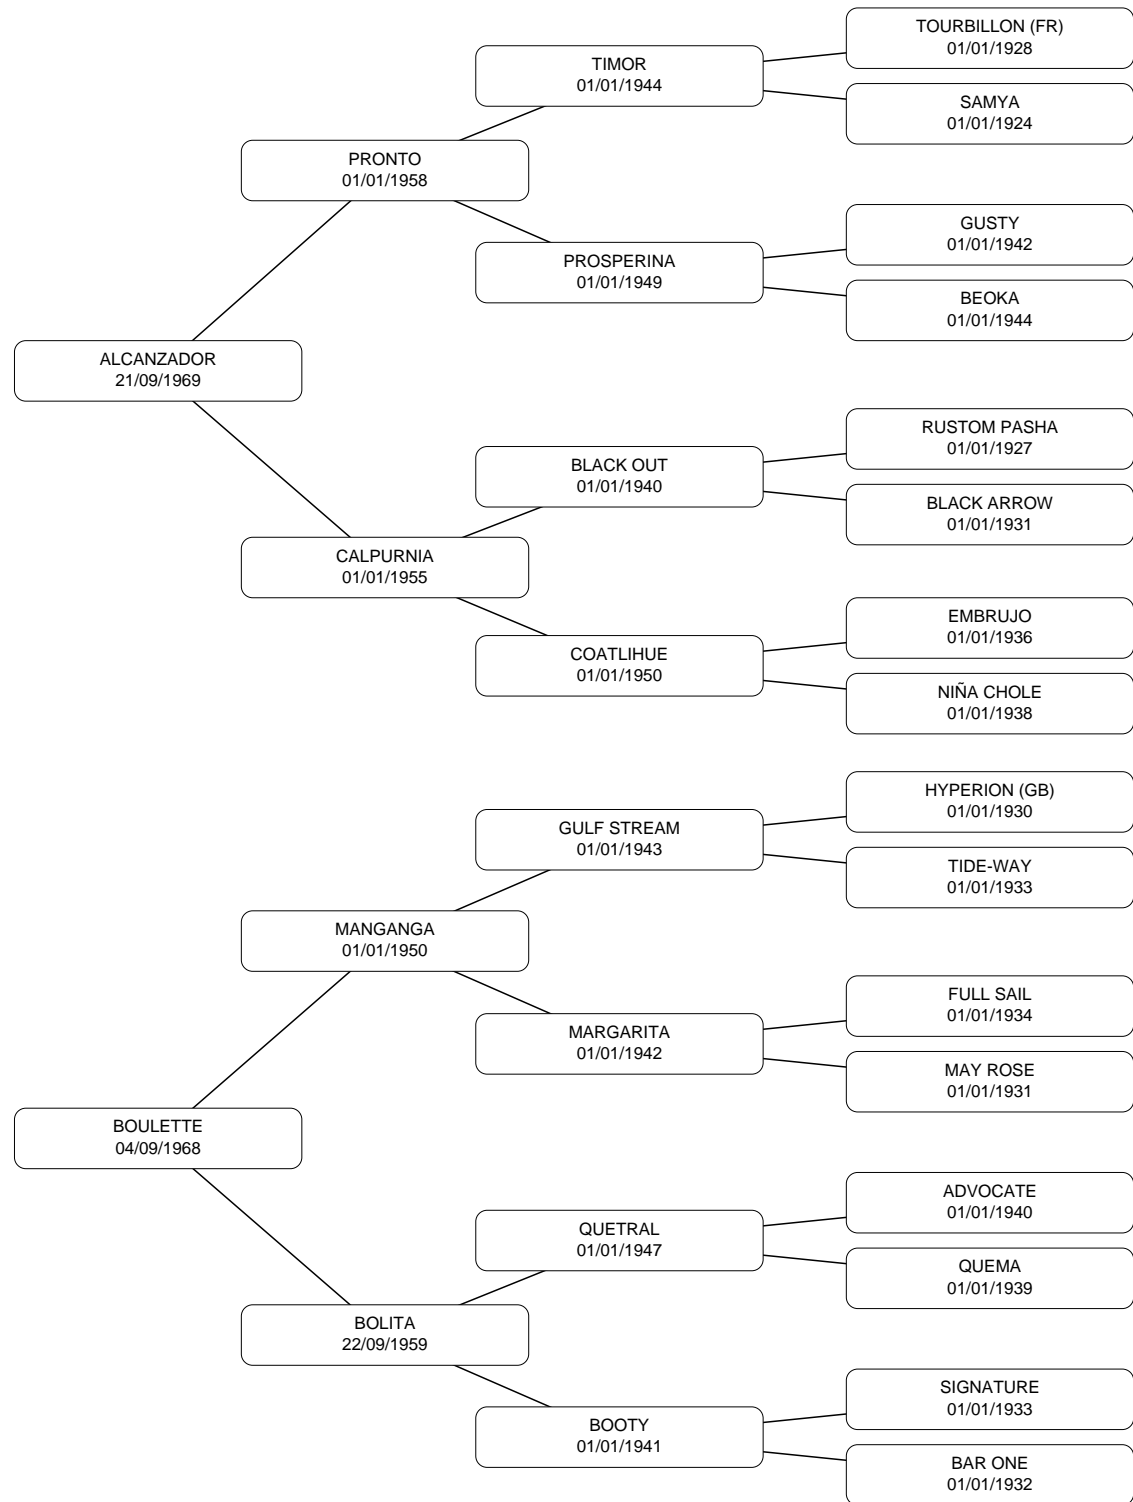 TOURBILLON (FR)
01/01/1928
TIMOR
01/01/1944
SAMYA
01/01/1924
PRONTO
01/01/1958
GUSTY
01/01/1942
PROSPERINA
01/01/1949
BEOKA
01/01/1944
ALCANZADOR
21/09/1969
RUSTOM PASHA
01/01/1927
BLACK OUT
01/01/1940
BLACK ARROW
01/01/1931
CALPURNIA
01/01/1955
EMBRUJO
01/01/1936
COATLIHUE
01/01/1950
NIÑA CHOLE
01/01/1938
HYPERION (GB)
01/01/1930
GULF STREAM
01/01/1943
TIDE-WAY
01/01/1933
MANGANGA
01/01/1950
FULL SAIL
01/01/1934
MARGARITA
01/01/1942
MAY ROSE
01/01/1931
BOULETTE
04/09/1968
ADVOCATE
01/01/1940
QUETRAL
01/01/1947
QUEMA
01/01/1939
BOLITA
22/09/1959
SIGNATURE
01/01/1933
BOOTY
01/01/1941
BAR ONE
01/01/1932